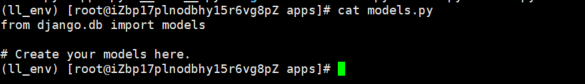 (ll_env) [root@iZbp17plnodbhy15r6vg8pZ apps]# cat models.py
from django.db import models

# Create your models here.
(ll_env) [root@iZbp17plnodbhy15r6vg8pZ apps]#